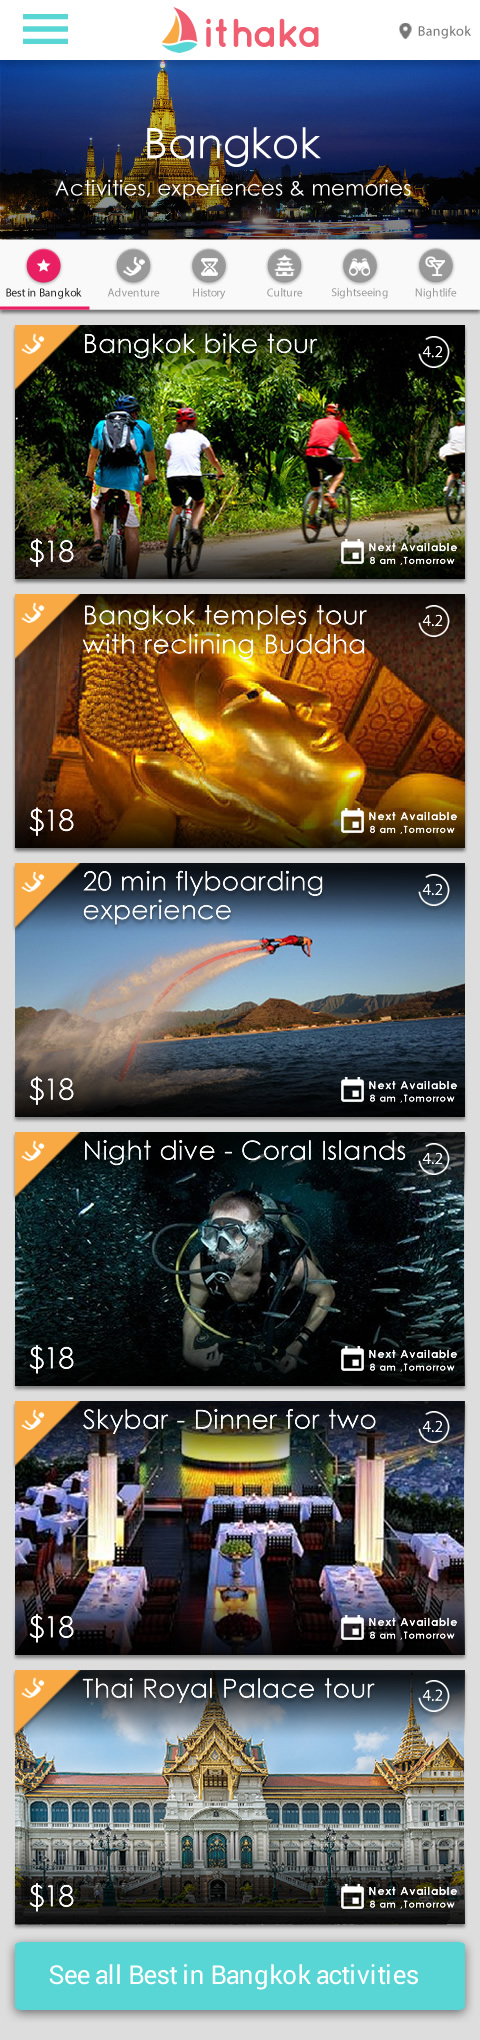 ithaka
Bangkok
Bangkok
Activities, experiences & memories
Best in Bangkok
Adventure
History
Culture
Sightseeing
Nightlife
Bangkok bike tour
4.2
$18
Next Available
8 am ,Tomorrow
Bangkok temples tour
with reclining Buddha
4.2
$18
Next Available
8 am ,Tomorrow
20 min flyboarding
experience
4.2
$18
Next Available
8 am ,Tomorrow
Night dive - Coral Islands
4.2
$18
Next Available
8 am ,Tomorrow
Skybar - Dinner for two
4.2
$18
Next Available
8 am ,Tomorrow
Thai Royal Palace tour
4.2
$18
Next Available
8 am ,Tomorrow
See all Best in Bangkok activities